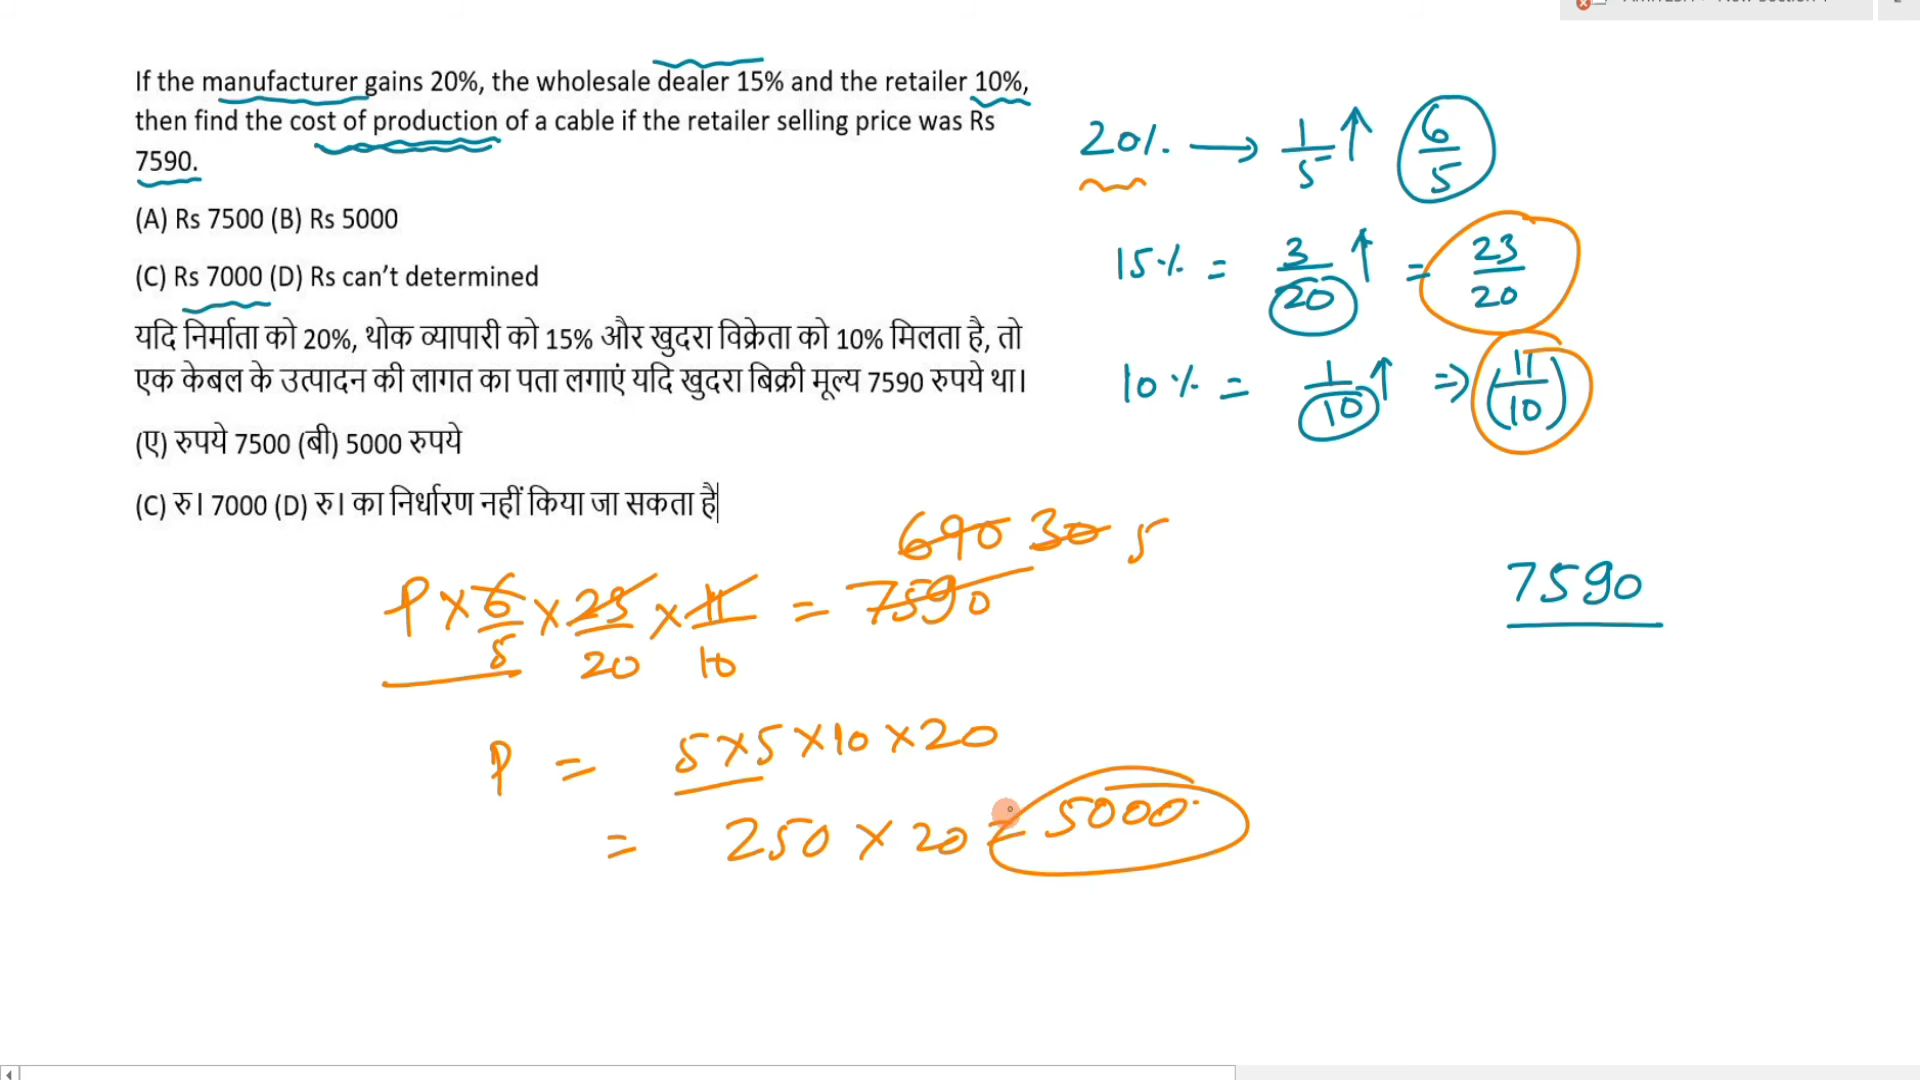 If the manufacturer gains 20%, the wholesale dealer 15% and the retailer 10%,
then find the cost of production of a cable if the retailer selling price was Rs
7590.
(A) Rs 7500 (B) Rs 5000
(C) Rs 7000 (D) Rs can’t determined
यदि निर्माता को 20%, थोक व्यापारी को 15% और खुदरा विक्रेता को 10% मिलता है, तो
एक केबल के उत्पादन की लागत का पता लगाएं यदि खुदरा बिक्री मूल्य 7590 रुपये था।
(ए) रुपये 7500 (बी) 5000 रुपये
(C) रु। 7000 (D) रु। का निर्धारण नहीं किया जा सकता है
20% → 1/5 ↑ 6/5
15% = 3/20 ↑ = 23/20
10% = 1/10 ↑ ⇒ (11/10)
7590
690 30 5
P × 6/5 × 23/20 × 11/10 = 7590
P = 5×5×10×20
= 250 × 20 = 5000